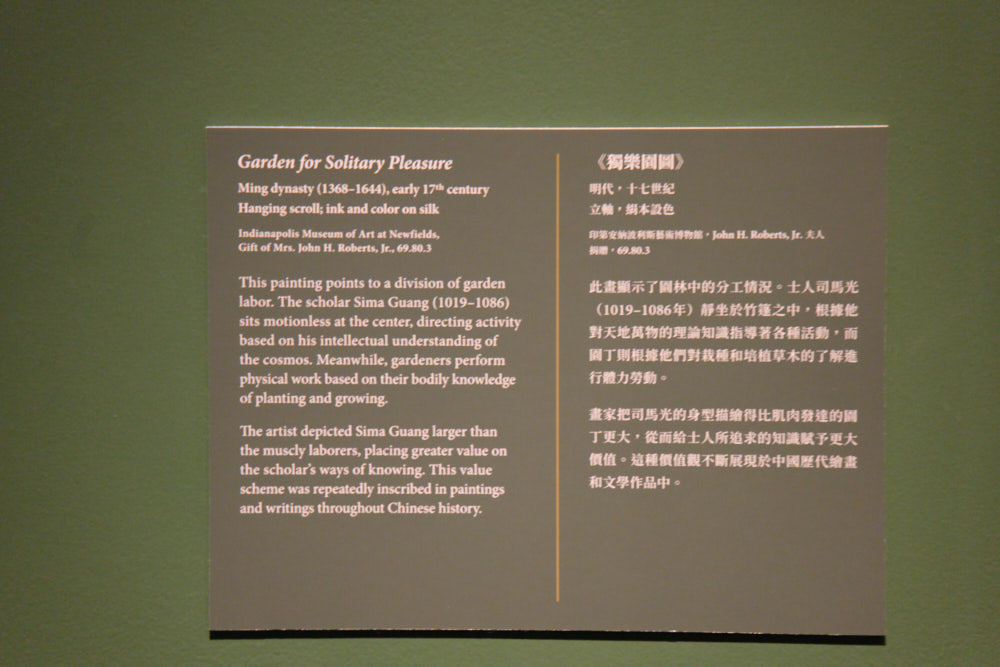 Garden for Solitary Pleasure
Ming dynasty (1368–1644), early 17th century
Hanging scroll; ink and color on silk
Indianapolis Museum of Art at Newfields,
Gift of Mrs. John H. Roberts, Jr., 69.80.3
This painting points to a division of garden
labor. The scholar Sima Guang (1019–1086)
sits motionless at the center, directing activity
based on his intellectual understanding of
the cosmos. Meanwhile, gardeners perform
physical work based on their bodily knowledge
of planting and growing.
The artist depicted Sima Guang larger than
the muscly laborers, placing greater value on
the scholar’s ways of knowing. This value
scheme was repeatedly inscribed in paintings
and writings throughout Chinese history.
《獨樂園圖》
明代，十七世紀
立軸，絹本設色
印第安納波利斯藝術博物館，John H. Roberts, Jr. 夫人
捐贈，69.80.3
此畫顯示了園林中的分工情況。士人司馬光
（1019–1086年）靜坐於竹籠之中，根據他
對天地萬物的理論知識指導著各種活動，而
園丁則根據他們對栽種和培植草木的了解進
行體力勞動。
畫家把司馬光的身型描繪得比肌肉發達的園
丁更大，從而給士人所追求的知識賦予更大
價值。這種價值觀不斷展現於中國歷代繪畫
和文學作品中。